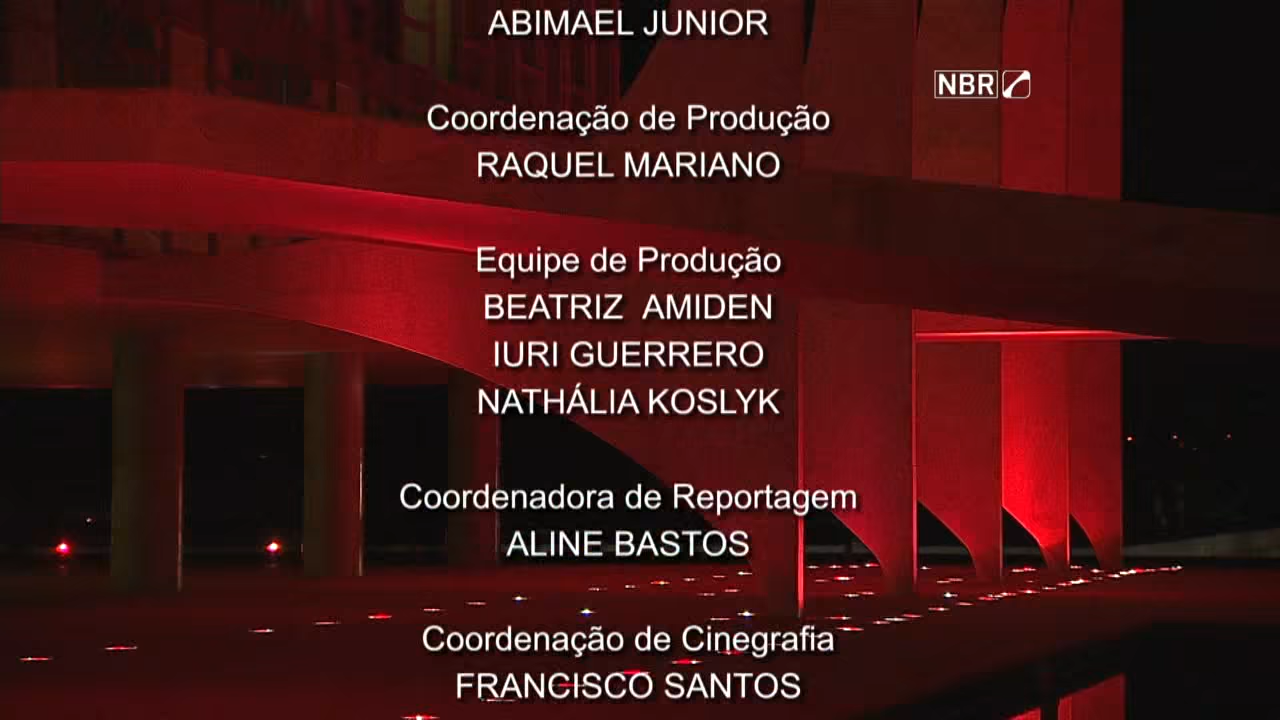 ABIMAEL JUNIOR
NBR
Coordenação de Produção
RAQUEL MARIANO
Equipe de Produção
BEATRIZ  AMIDEN
IURI GUERRERO
NATHÁLIA KOSLYK
Coordenadora de Reportagem
ALINE BASTOS
Coordenação de Cinegrafia
FRANCISCO SANTOS